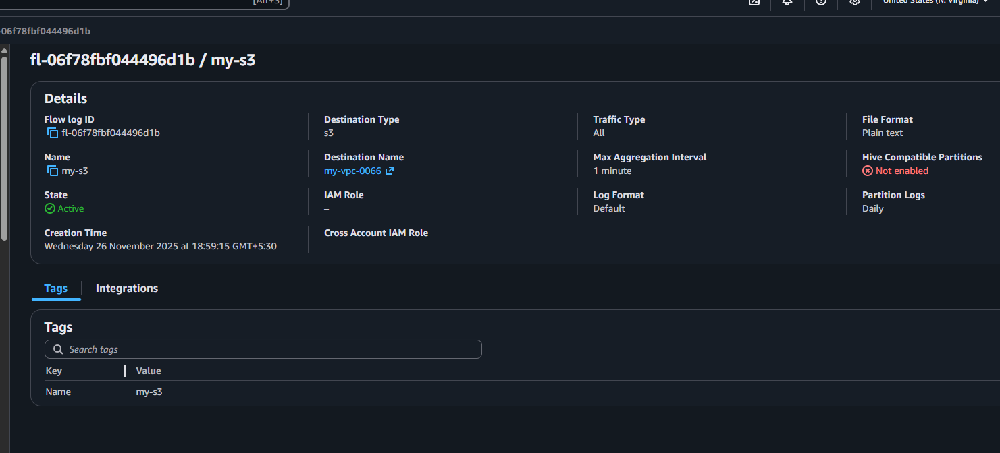 [Alt+S]
United States (N. Virginia)
-06f78fbf044496d1b
fl-06f78fbf044496d1b / my-s3
Details
Flow log ID
fl-06f78fbf044496d1b
Destination Type
s3
Traffic Type
All
File Format
Plain text
Name
my-s3
Destination Name
my-vpc-0066
Max Aggregation Interval
1 minute
Hive Compatible Partitions
Not enabled
State
Active
IAM Role
–
Log Format
Default
Partition Logs
Daily
Creation Time
Wednesday 26 November 2025 at 18:59:15 GMT+5:30
Cross Account IAM Role
–
Tags
Integrations
Tags
Search tags
Key Value
Name my-s3